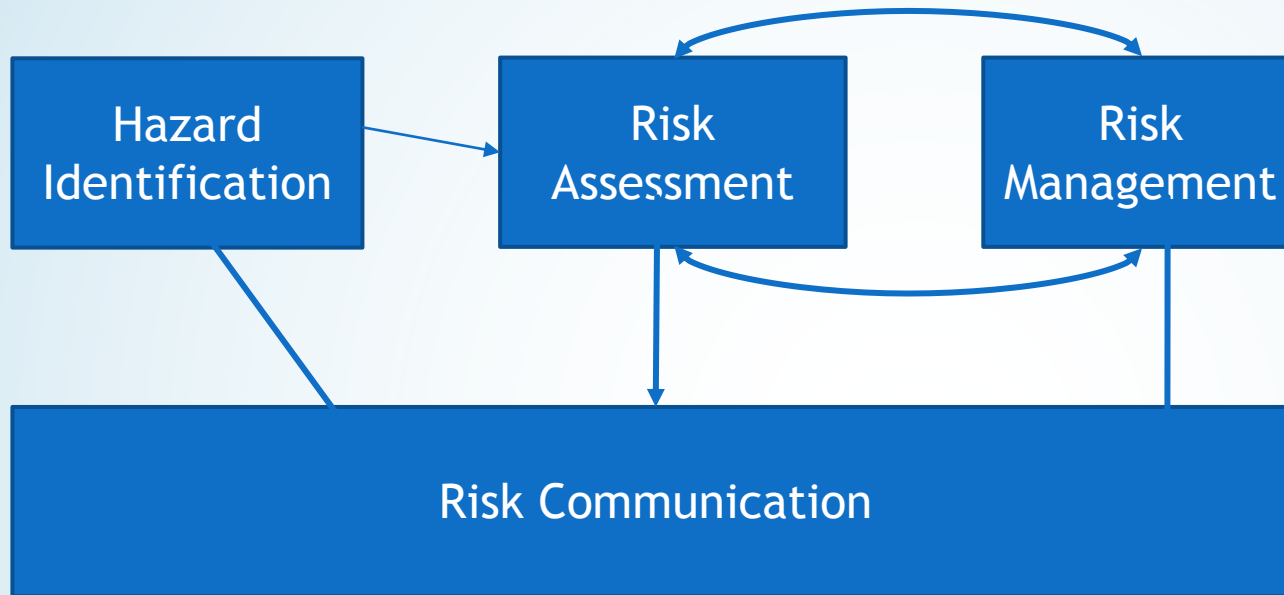 Hazard
Identification
Risk
Assessment
Risk
Management
Risk Communication